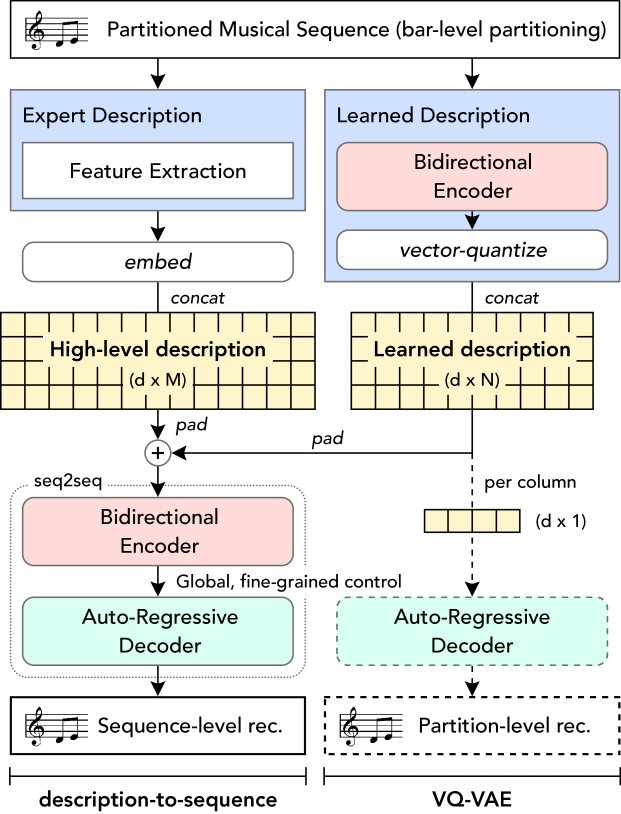 Partitioned Musical Sequence (bar-level partitioning)
Expert Description
Feature Extraction
embed
concat
High-level description
(d x M)
pad
Learned Description
Bidirectional
Encoder
vector-quantize
concat
Learned description
(d x N)
pad
+
seq2seq
Bidirectional
Encoder
Global, fine-grained control
Auto-Regressive
Decoder
Sequence-level rec.
description-to-sequence
per column
(d x 1)
Auto-Regressive
Decoder
Partition-level rec.
VQ-VAE